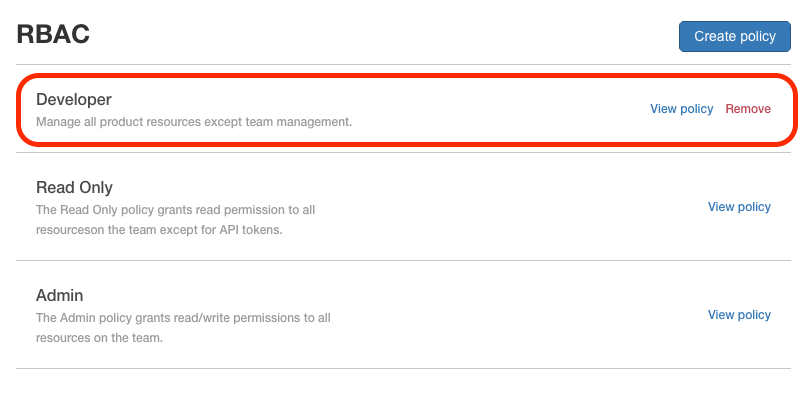 RBAC
Create policy
Developer
Manage all product resources except team management.
View policy Remove
Read Only
The Read Only policy grants read permission to all
resourceson the team except for API tokens.
View policy
Admin
The Admin policy grants read/write permissions to all
resources on the team.
View policy